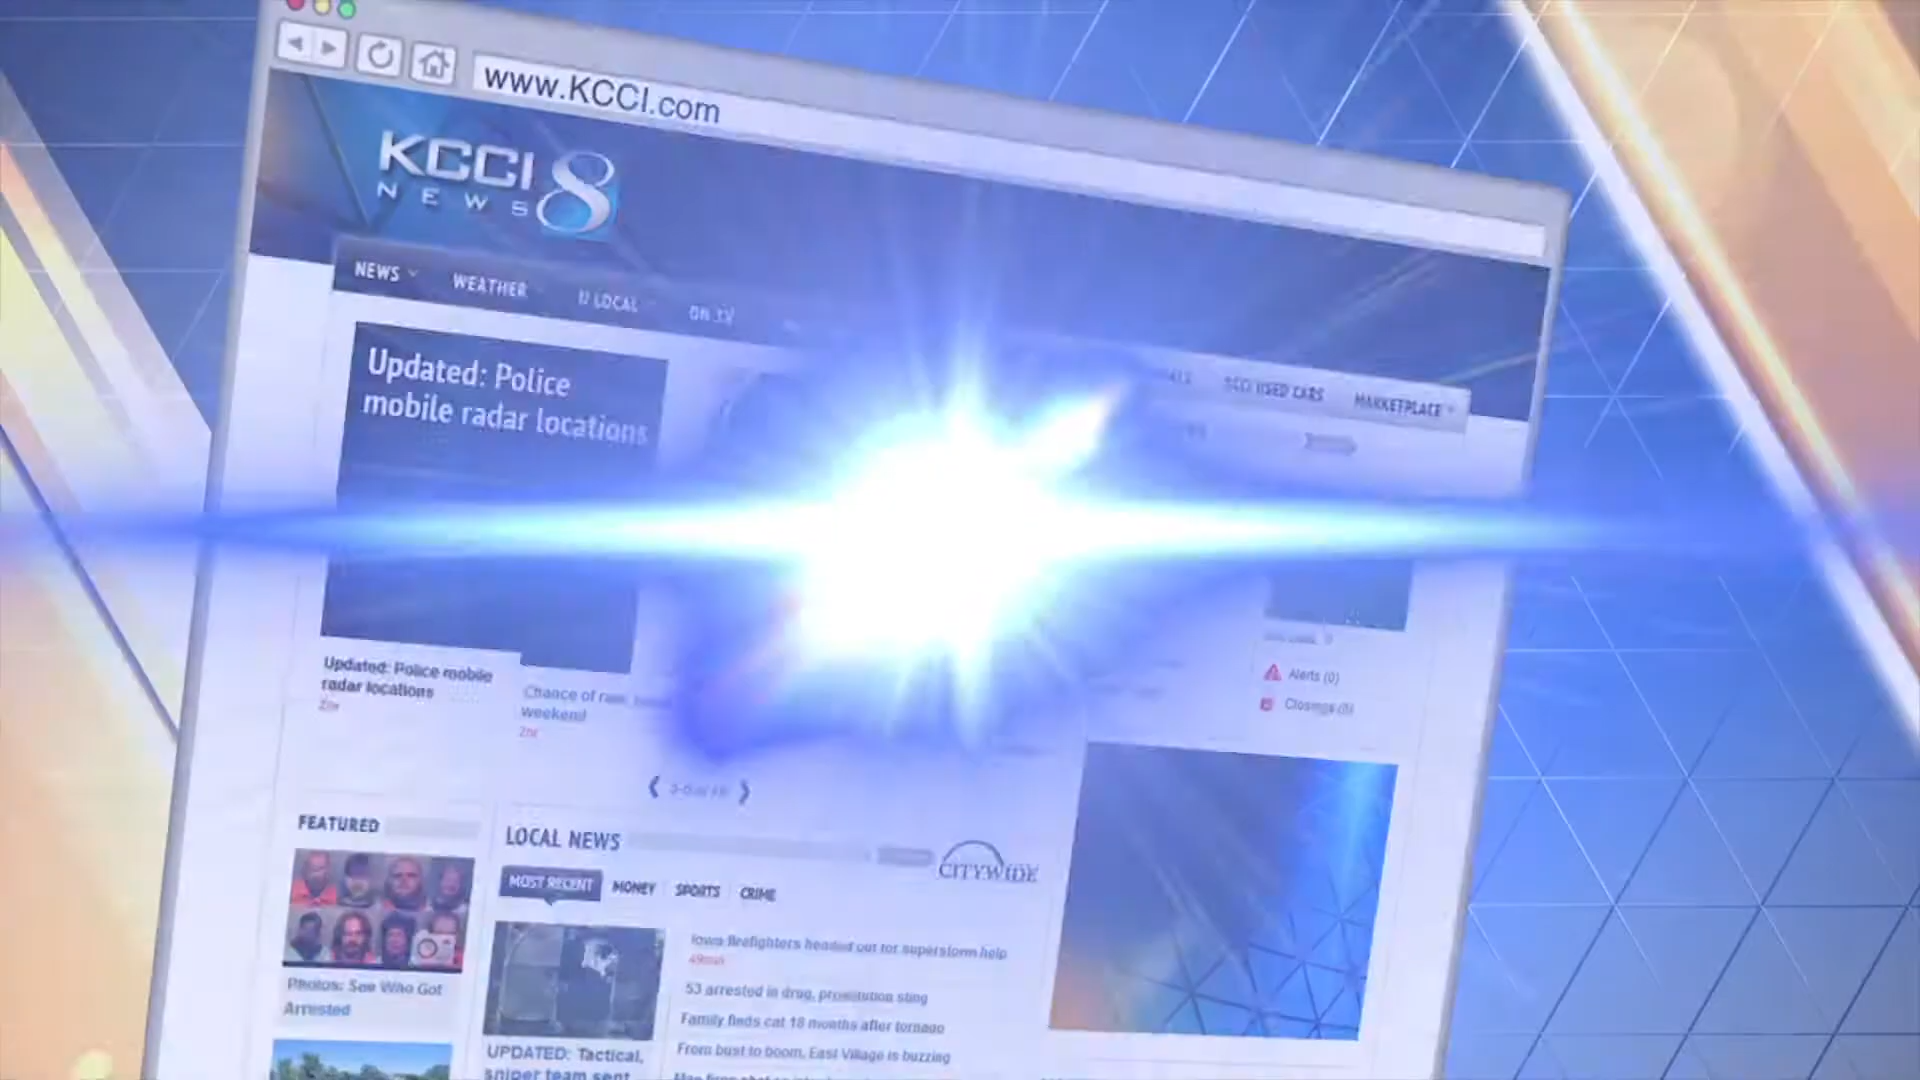 www.KCCI.com
KCCI 8
NEWS
NEWS
WEATHER
U LOCAL
ON TV
KCCI USED CARS
MARKETPLACE
Updated: Police
mobile radar locations
Updated: Police mobile
radar locations
2hr
Chance of rain,
weekend
2hr
Alerts (0)
Closings (0)
FEATURED
LOCAL NEWS
CITYWIDE
MOST RECENT
MONEY
SPORTS
CRIME
Iowa firefighters headed out for superstorm help
49min
53 arrested in drug, prostitution sting
Family finds cat 18 months after tornado
From bust to boom, East Village is buzzing
Photos: See Who Got
Arrested
UPDATED: Tactical,
sniper team sent